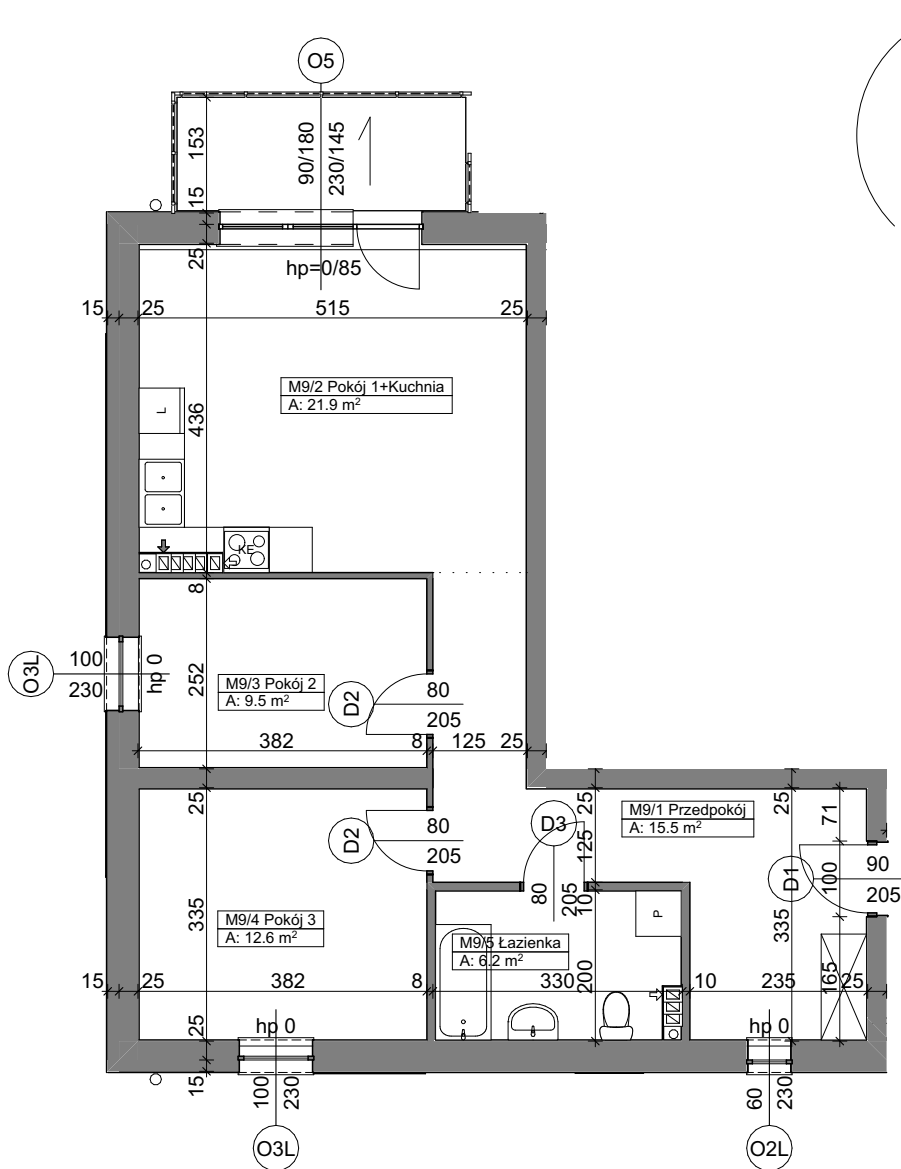 O5
153
90/180
230/145
15
25
hp=0/85
15
25
515
25
M9/2 Pokój 1+Kuchnia
A: 21.9 m²
L
436
KE
8
O3L
100
230
hp 0
252
M9/3 Pokój 2
A: 9.5 m²
D2
80
205
382
8
125
25
25
D2
80
205
D3
80
205
125
10
25
M9/1 Przedpokój
A: 15.5 m²
25
71
D1
90
205
100
335
335
M9/4 Pokój 3
A: 12.6 m²
M9/5 Łazienka
A: 6.2 m²
P
165
15
25
382
8
330
200
10
235
25
25
15
hp 0
100
230
O3L
hp 0
60
230
O2L